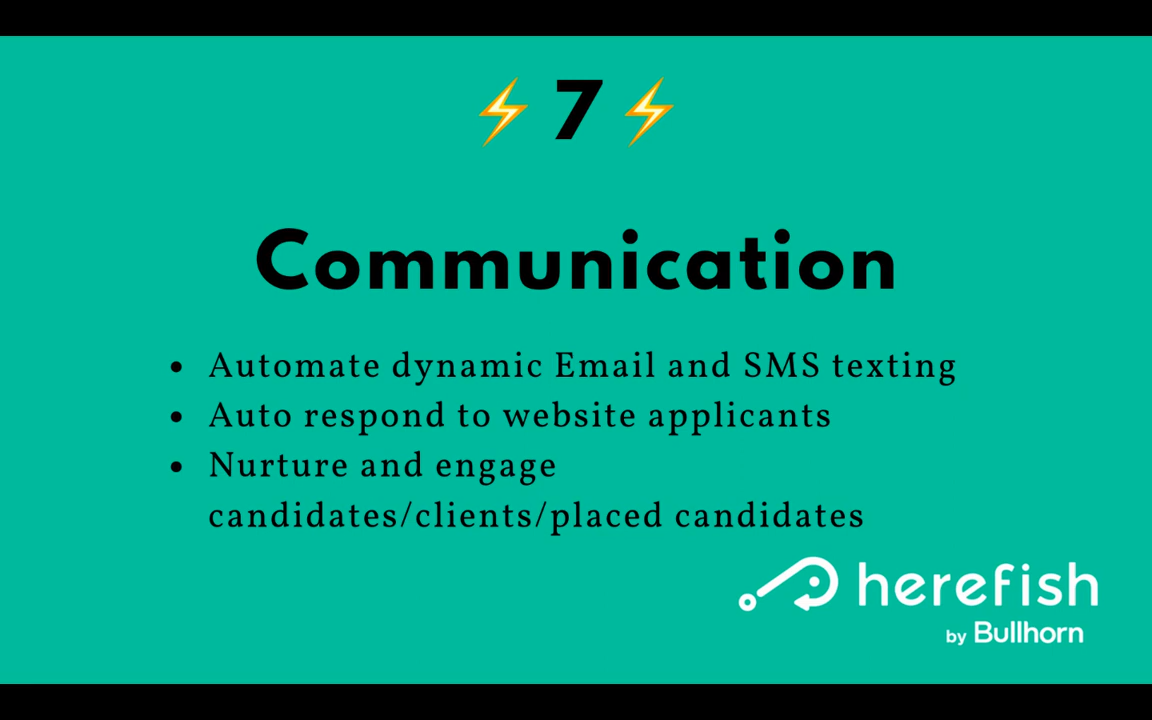 ⚡ 7 ⚡
Communication
• Automate dynamic Email and SMS texting
• Auto respond to website applicants
• Nurture and engage
candidates/clients/placed candidates
herefish
by Bullhorn